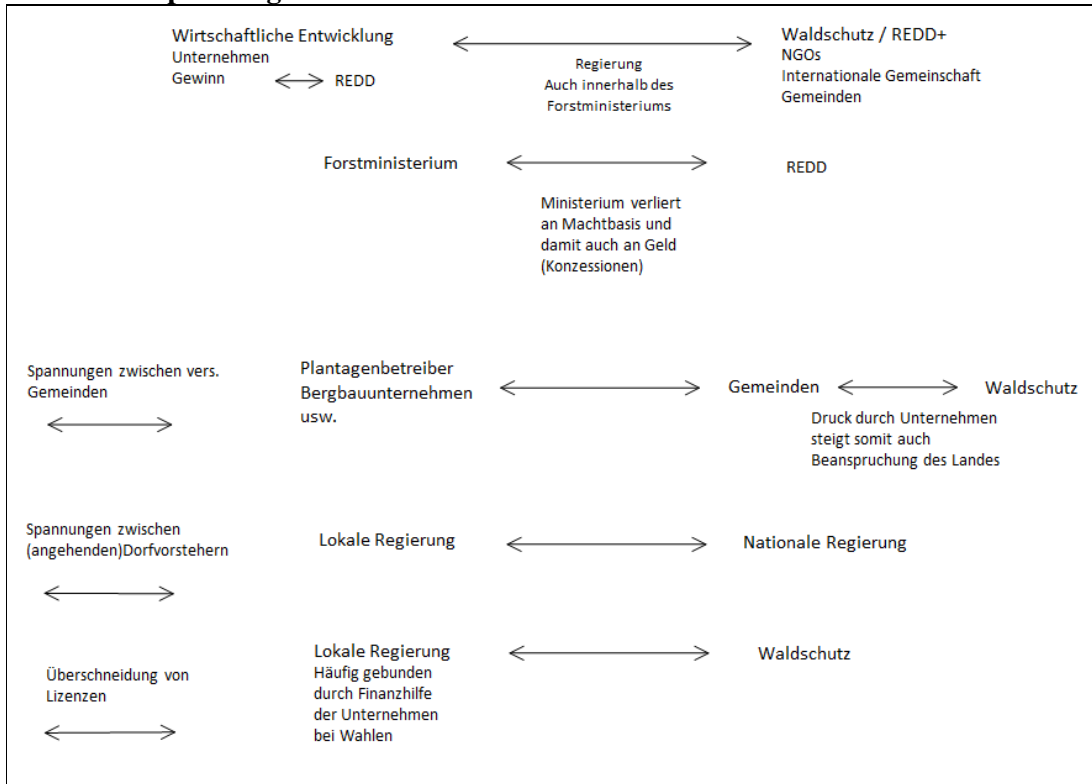 Wirtschaftliche Entwicklung
Unternehmen
Gewinn
REDD
Regierung
Auch innerhalb des
Forstministeriums
Waldschutz / REDD+
NGOs
Internationale Gemeinschaft
Gemeinden
Forstministerium
REDD
Ministerium verliert
an Machtbasis und
damit auch an Geld
(Konzessionen)
Spannungen zwischen vers.
Gemeinden
Plantagenbetreiber
Bergbauunternehmen
usw.
Gemeinden
Waldschutz
Druck durch Unternehmen
steigt somit auch
Beanspruchung des Landes
Spannungen zwischen
(angehenden)Dorfvorstehern
Lokale Regierung
Nationale Regierung
Überschneidung von
Lizenzen
Lokale Regierung
Häufig gebunden
durch Finanzhilfe
der Unternehmen
bei Wahlen
Waldschutz